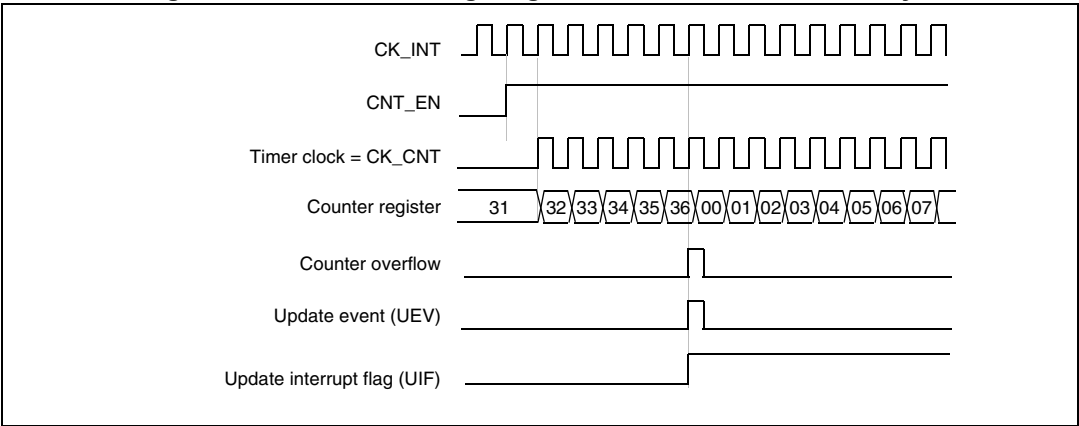 CK_INT
CNT_EN
Timer clock = CK_CNT
Counter register 31 32 33 34 35 36 00 01 02 03 04 05 06 07
Counter overflow
Update event (UEV)
Update interrupt flag (UIF)